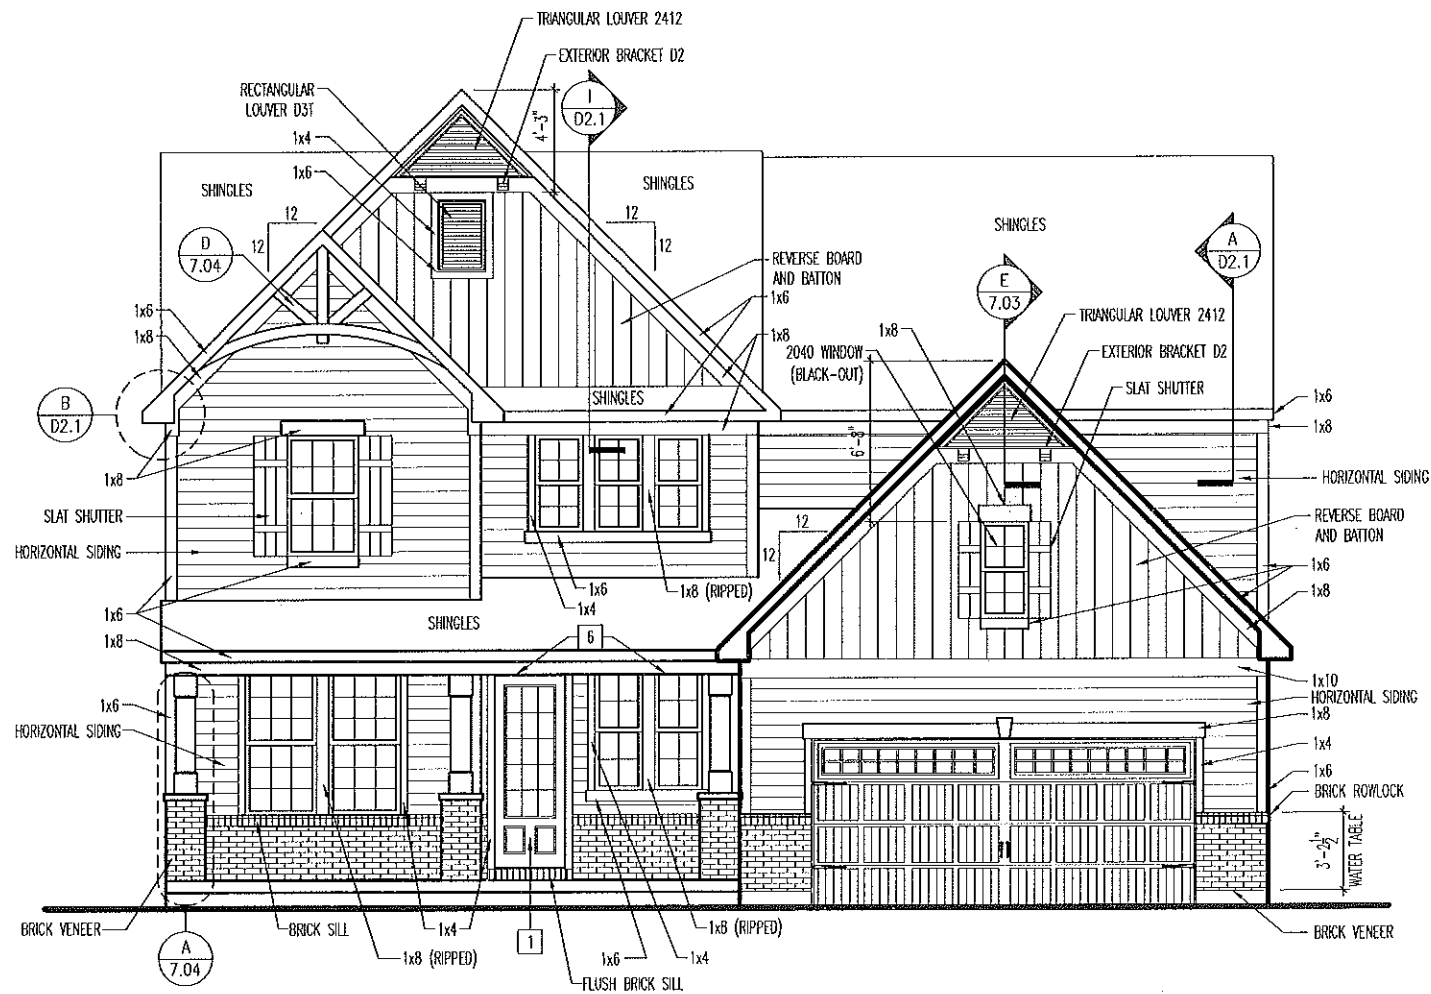 TRIANGULAR LOUVER 2412
EXTERIOR BRACKET D2
RECTANGULAR
LOUVER D3T
1x4
1x6
4'-3"
I
D2.1
SHINGLES
SHINGLES
SHINGLES
12
12
12
12
D
7.04
A
D2.1
E
7.03
REVERSE BOARD
AND BATTON
1x6
1x8
1x6
1x8
TRIANGULAR LOUVER 2412
1x8
2040 WINDOW
(BLACK-OUT)
EXTERIOR BRACKET D2
SLAT SHUTTER
B
D2.1
SHINGLES
1x6
1x8
6'-8"
1x8
HORIZONTAL SIDING
SLAT SHUTTER
REVERSE BOARD
AND BATTON
12
12
HORIZONTAL SIDING
1x6
1x8
1x6
1x4
1x8 (RIPPED)
1x6
1x8
SHINGLES
6
1x10
HORIZONTAL SIDING
1x8
1x6
HORIZONTAL SIDING
1x4
1x6
BRICK ROWLOCK
3'-2½"
WATER TABLE
BRICK VENEER
BRICK SILL
1x4
1x8 (RIPPED)
1
1x6
1x4
1x8 (RIPPED)
BRICK VENEER
A
7.04
FLUSH BRICK SILL